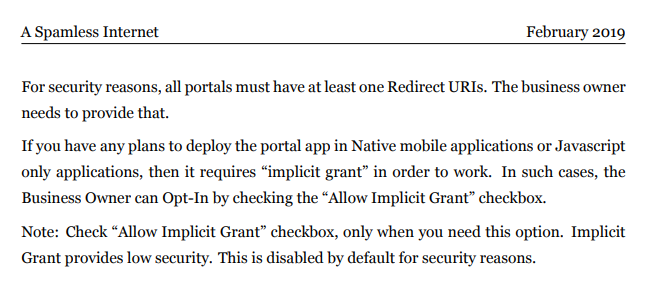 A Spamless Internet February 2019
For security reasons, all portals must have at least one Redirect URIs. The business owner
needs to provide that.
If you have any plans to deploy the portal app in Native mobile applications or Javascript
only applications, then it requires “implicit grant” in order to work. In such cases, the
Business Owner can Opt-In by checking the “Allow Implicit Grant” checkbox.
Note: Check “Allow Implicit Grant” checkbox, only when you need this option. Implicit
Grant provides low security. This is disabled by default for security reasons.